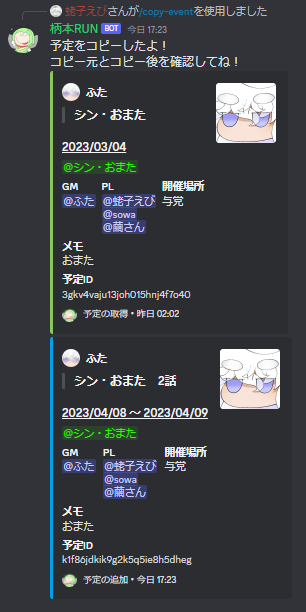 蛯子えびさんが/copy-eventを使用しました
柄本RUN BOT 今日 17:23
予定をコピーしたよ！
コピー元とコピー後を確認してね！
ふた
シン・おまた
2023/03/04
@シン・おまた
GM PL 開催場所
@ふた @蛯子えび 与党
@sowa
@繭さん
メモ
おまた
予定ID
3gkv4vaju13joh015hnj4f7o40
予定の取得・昨日 02:02
ふた
シン・おまた　2話
2023/04/08 ～ 2023/04/09
@シン・おまた
GM PL 開催場所
@ふた @蛯子えび 与党
@sowa
@繭さん
メモ
おまた
予定ID
k1f86jdkik9g2k5q5ie8h5dheg
予定の追加・今日 17:23